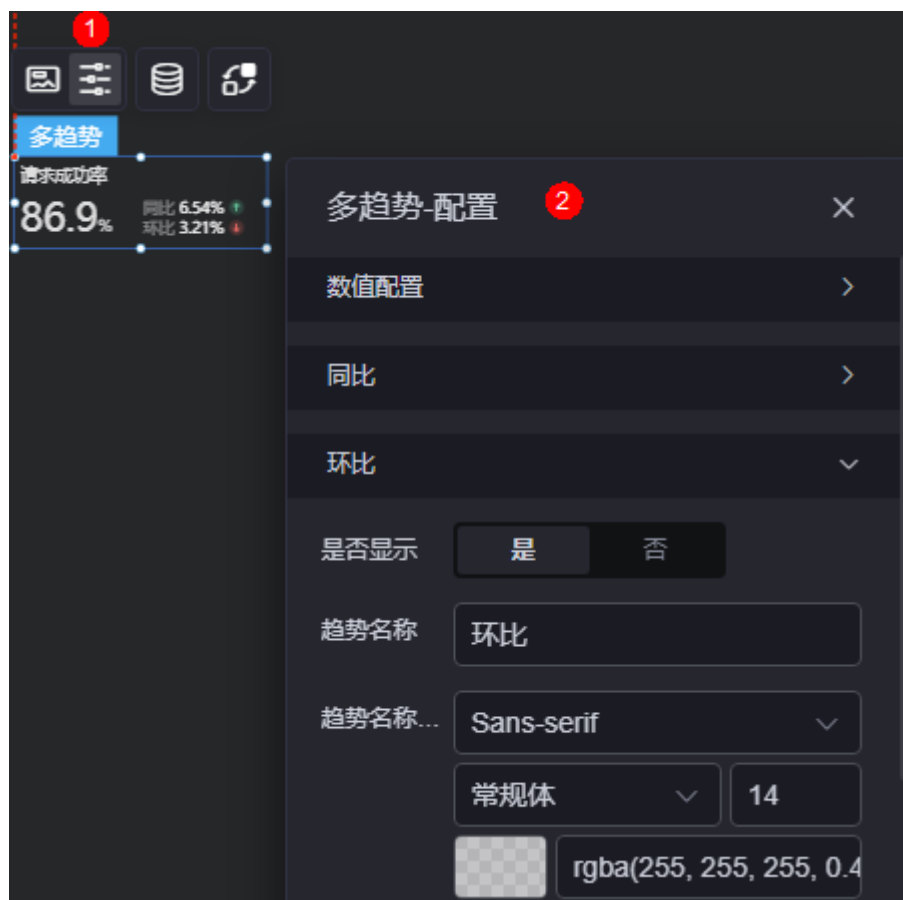 1
多趋势
请求成功率
86.9%
同比 6.54%
环比 3.21%
多趋势-配置
2
数值配置
同比
环比
是否显示
是
否
趋势名称
环比
趋势名称...
Sans-serif
常规体
14
rgba(255, 255, 255, 0.4